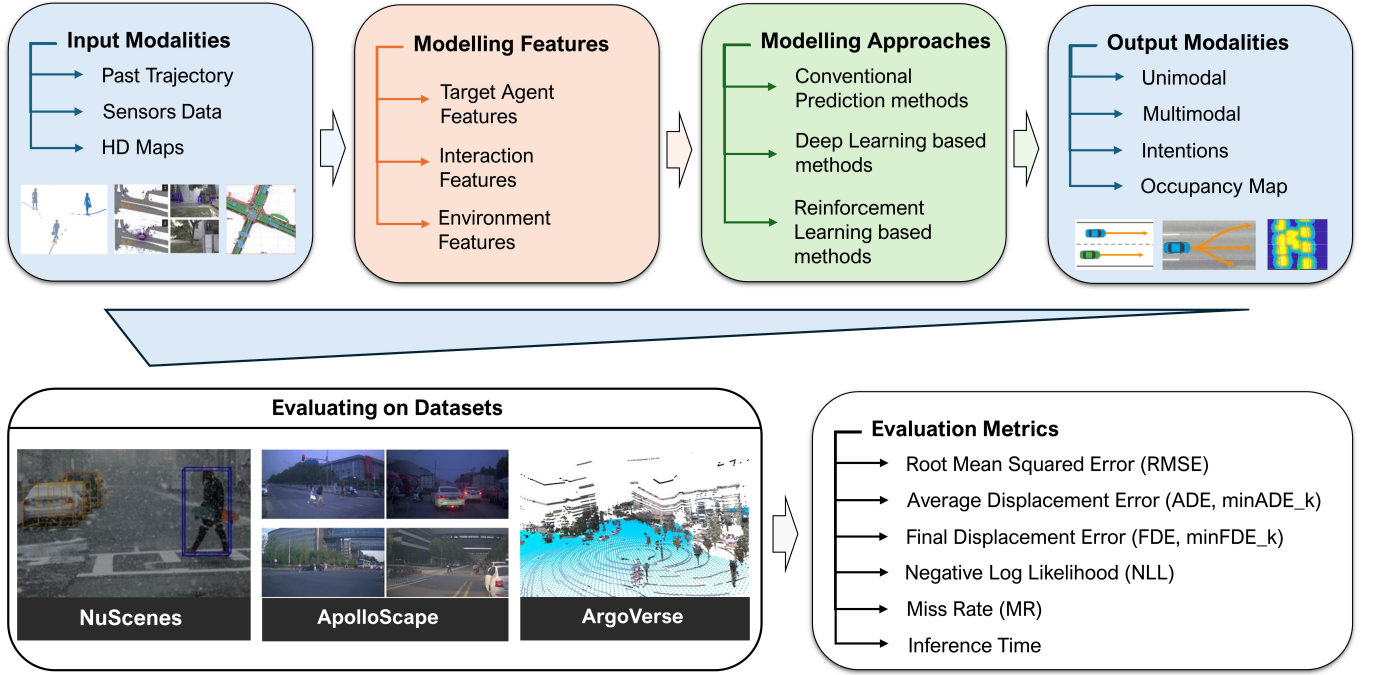 Input Modalities
Past Trajectory
Sensors Data
HD Maps
Modelling Features
Target Agent
Features
Interaction
Features
Environment
Features
Modelling Approaches
Conventional
Prediction methods
Deep Learning based
methods
Reinforcement
Learning based
methods
Output Modalities
Unimodal
Multimodal
Intentions
Occupancy Map
Evaluating on Datasets
NuScenes
ApolloScape
ArgoVerse
Evaluation Metrics
Root Mean Squared Error (RMSE)
Average Displacement Error (ADE, minADE_k)
Final Displacement Error (FDE, minFDE_k)
Negative Log Likelihood (NLL)
Miss Rate (MR)
Inference Time